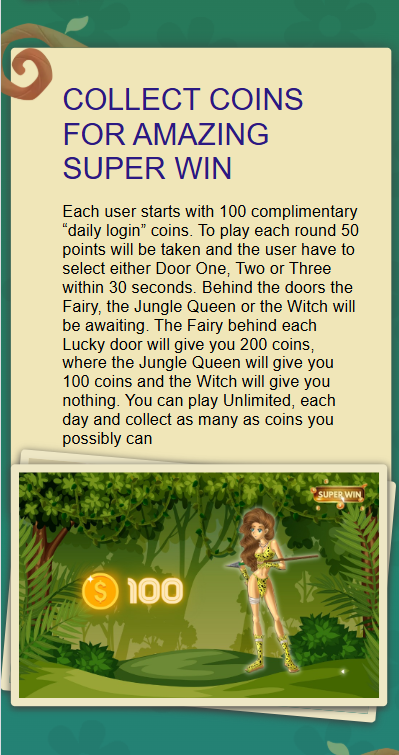 COLLECT COINS
FOR AMAZING
SUPER WIN
Each user starts with 100 complimentary
“daily login” coins. To play each round 50
points will be taken and the user have to
select either Door One, Two or Three
within 30 seconds. Behind the doors the
Fairy, the Jungle Queen or the Witch will
be awaiting. The Fairy behind each
Lucky door will give you 200 coins,
where the Jungle Queen will give you
100 coins and the Witch will give you
nothing. You can play Unlimited, each
day and collect as many as coins you
possibly can
SUPER WIN
$ 100